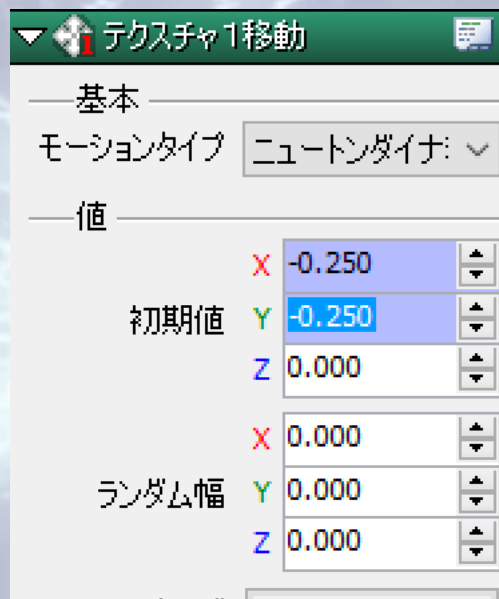 テクスチャ1移動
基本
モーションタイプ ニュートンダイナ
値
X -0.250
初期値 Y -0.250
Z 0.000
X 0.000
ランダム幅 Y 0.000
Z 0.000